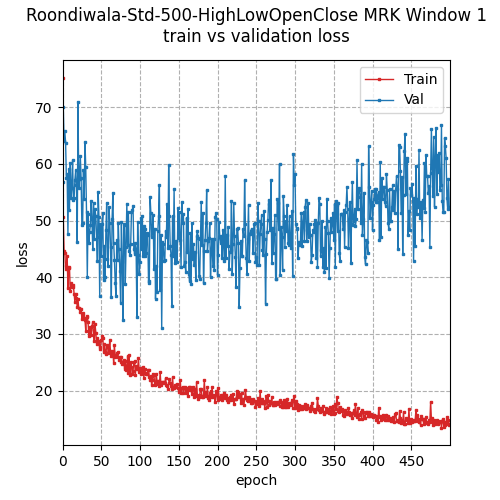 Roondiwala-Std-500-HighLowOpenClose MRK Window 1
train vs validation loss
Train
Val
70
60
50
40
30
20
loss
0 50 100 150 200 250 300 350 400 450
epoch